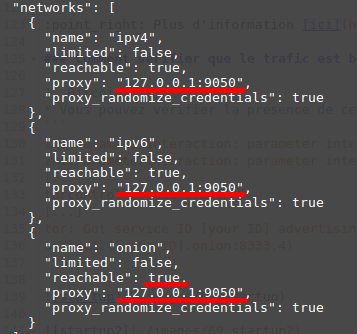 "networks": [
{
"name": "ipv4",
"limited": false,
"reachable": true,
"proxy": "127.0.0.1:9050",
"proxy_randomize_credentials": true
},
{
"name": "ipv6",
"limited": false,
"reachable": true,
"proxy": "127.0.0.1:9050",
"proxy_randomize_credentials": true
},
{
"name": "onion",
"limited": false,
"reachable": true,
"proxy": "127.0.0.1:9050",
"proxy_randomize_credentials": true
}